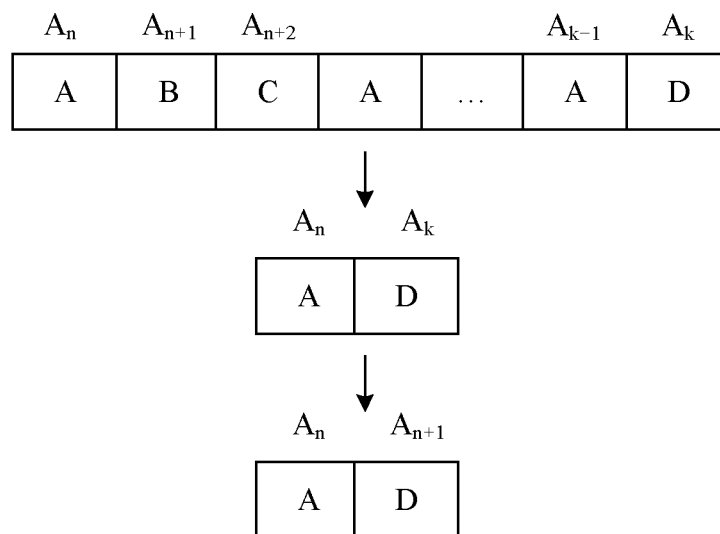 Aₙ Aₙ₊₁ Aₙ₊₂ Aₖ₋₁ Aₖ
A B C A ... A D
Aₙ Aₖ
A D
Aₙ Aₙ₊₁
A D